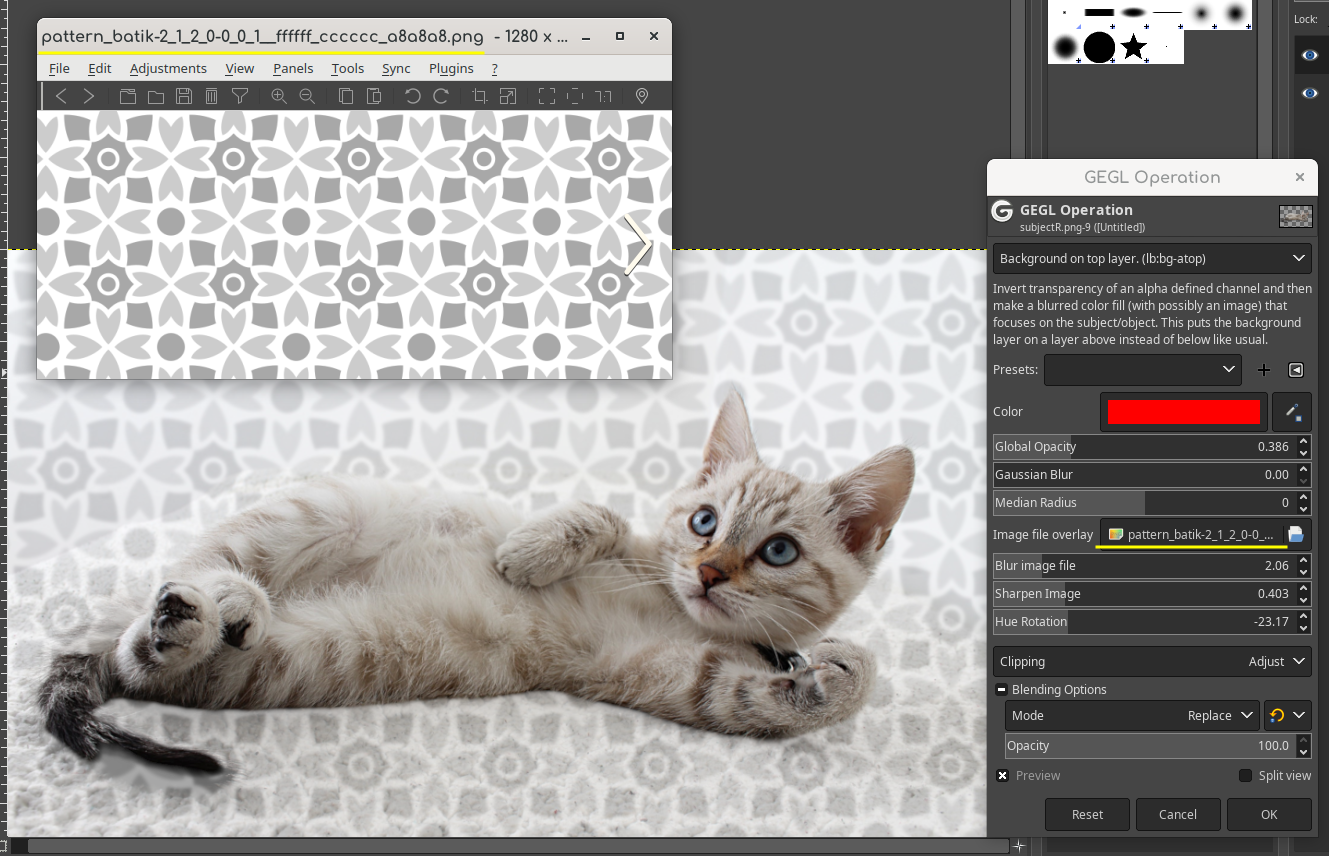 pattern_batik-2_1_2_0-0_0_1__ffffff_cccccc_a8a8a8.png - 1280 x ...
File Edit Adjustments View Panels Tools Sync Plugins ?
Lock:
GEGL Operation
GEGL Operation
subjectR.png-9 ([Untitled])
Background on top layer. (lb:bg-atop)
Invert transparency of an alpha defined channel and then
make a blurred color fill (with possibly an image) that
focuses on the subject/object. This puts the background
layer on a layer above instead of below like usual.
Presets:
Color
Global Opacity 0.386
Gaussian Blur 0.00
Median Radius 0
Image file overlay pattern_batik-2_1_2_0-0_...
Blur image file 2.06
Sharpen Image 0.403
Hue Rotation -23.17
Clipping Adjust
Blending Options
Mode Replace
Opacity 100.0
Preview Split view
Reset Cancel OK